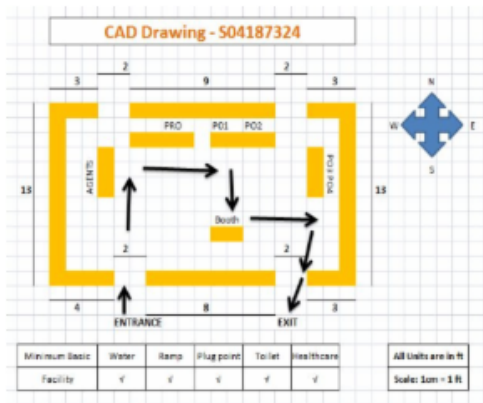 CAD Drawing - S04187324
2 2
3 9 3
N
PRO PO1 PO2
W E
AGENTS
PO3 PO4
S
13 13
Booth
2 2
4 8 3
ENTRANCE EXIT
Minimum Basic Water Ramp Plug point Toilet Healthcare
Facility √ √ √ √ √
All Units are in ft
Scale: 1cm = 1 ft